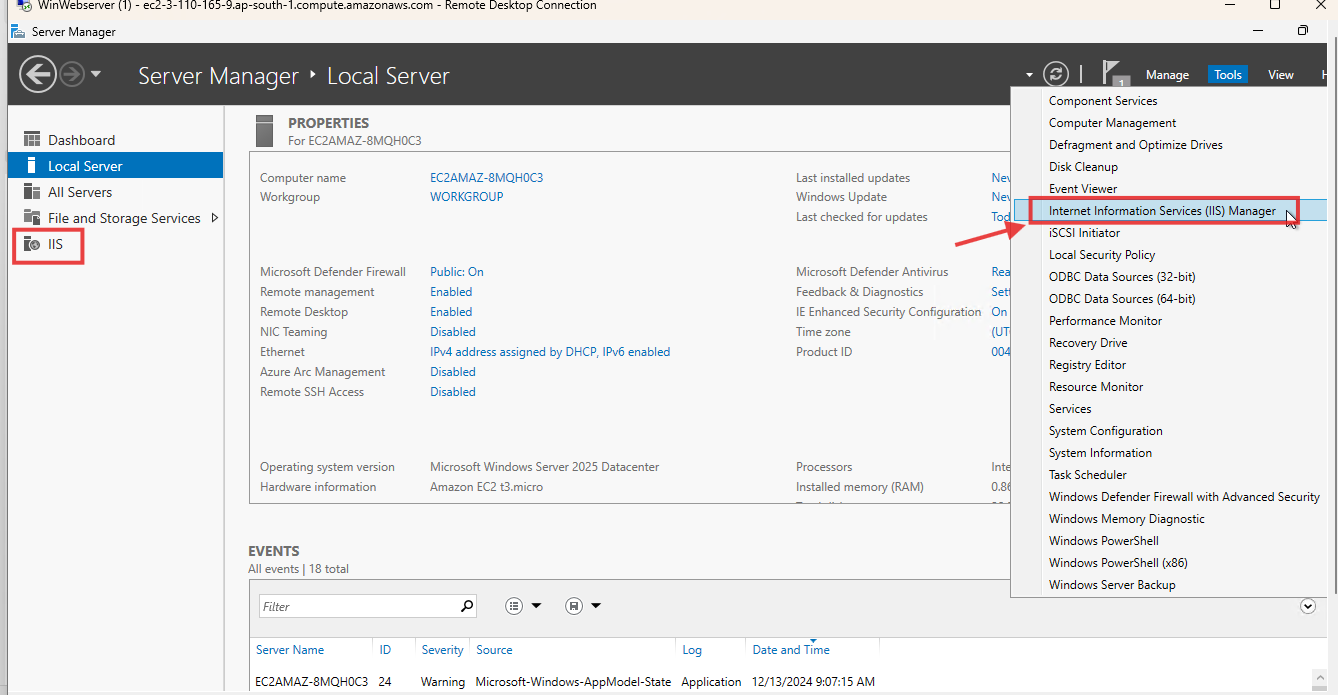 WinWebserver (1) - ec2-3-110-165-9.ap-south-1.compute.amazonaws.com - Remote Desktop Connection
Server Manager
Server Manager Local Server
1
Manage Tools View
Dashboard
Local Server
All Servers
File and Storage Services
IIS
PROPERTIES
For EC2AMAZ-8MQH0C3
Computer name EC2AMAZ-8MQH0C3
Workgroup WORKGROUP
Last installed updates
Windows Update
Last checked for updates
Microsoft Defender Firewall Public: On
Remote management Enabled
Remote Desktop Enabled
NIC Teaming Disabled
Ethernet IPv4 address assigned by DHCP, IPv6 enabled
Azure Arc Management Disabled
Remote SSH Access Disabled
Microsoft Defender Antivirus
Feedback & Diagnostics
IE Enhanced Security Configuration On
Time zone
Product ID
Operating system version Microsoft Windows Server 2025 Datacenter
Hardware information Amazon EC2 t3.micro
Processors
Installed memory (RAM)
Component Services
Computer Management
Defragment and Optimize Drives
Disk Cleanup
Event Viewer
Internet Information Services (IIS) Manager
iSCSI Initiator
Local Security Policy
ODBC Data Sources (32-bit)
ODBC Data Sources (64-bit)
Performance Monitor
Recovery Drive
Registry Editor
Resource Monitor
Services
System Configuration
System Information
Task Scheduler
Windows Defender Firewall with Advanced Security
Windows Memory Diagnostic
Windows PowerShell
Windows PowerShell (x86)
Windows Server Backup
EVENTS
All events | 18 total
Filter
Server Name ID Severity Source Log Date and Time
EC2AMAZ-8MQH0C3 24 Warning Microsoft-Windows-AppModel-State Application 12/13/2024 9:07:15 AM